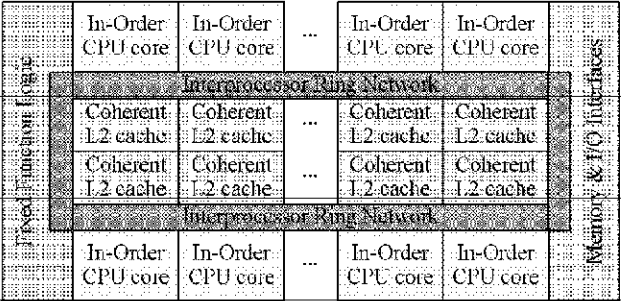 Fixed Function Logic
In-Order In-Order ... In-Order In-Order
CPU core CPU core CPU core CPU core
Interprocessor Ring Network
Coherent Coherent ... Coherent Coherent
L2 cache L2 cache L2 cache L2 cache
Coherent Coherent ... Coherent Coherent
L2 cache L2 cache L2 cache L2 cache
Interprocessor Ring Network
In-Order In-Order ... In-Order In-Order
CPU core CPU core CPU core CPU core
Memory & I/O Interfaces